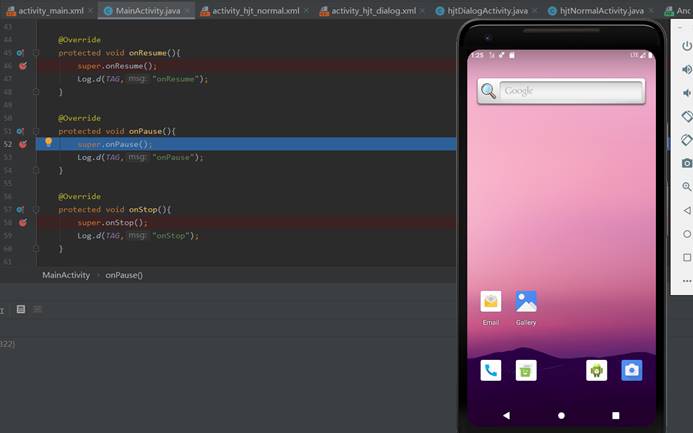 activity_main.xml MainActivity.java activity_hjt_normal.xml activity_hjt_dialog.xml hjtDialogActivity.java hjtNormalActivity.java And
43
44 @Override
45 protected void onResume(){
46 super.onResume();
47 Log.d(TAG, msg: "onResume");
48 }
49
50 @Override
51 protected void onPause(){
52 super.onPause();
53 Log.d(TAG, msg: "onPause");
54 }
55
56 @Override
57 protected void onStop(){
58 super.onStop();
59 Log.d(TAG, msg: "onStop");
60 }
61
MainActivity onPause()
322)
1:25 LTE
Google
Email Gallery